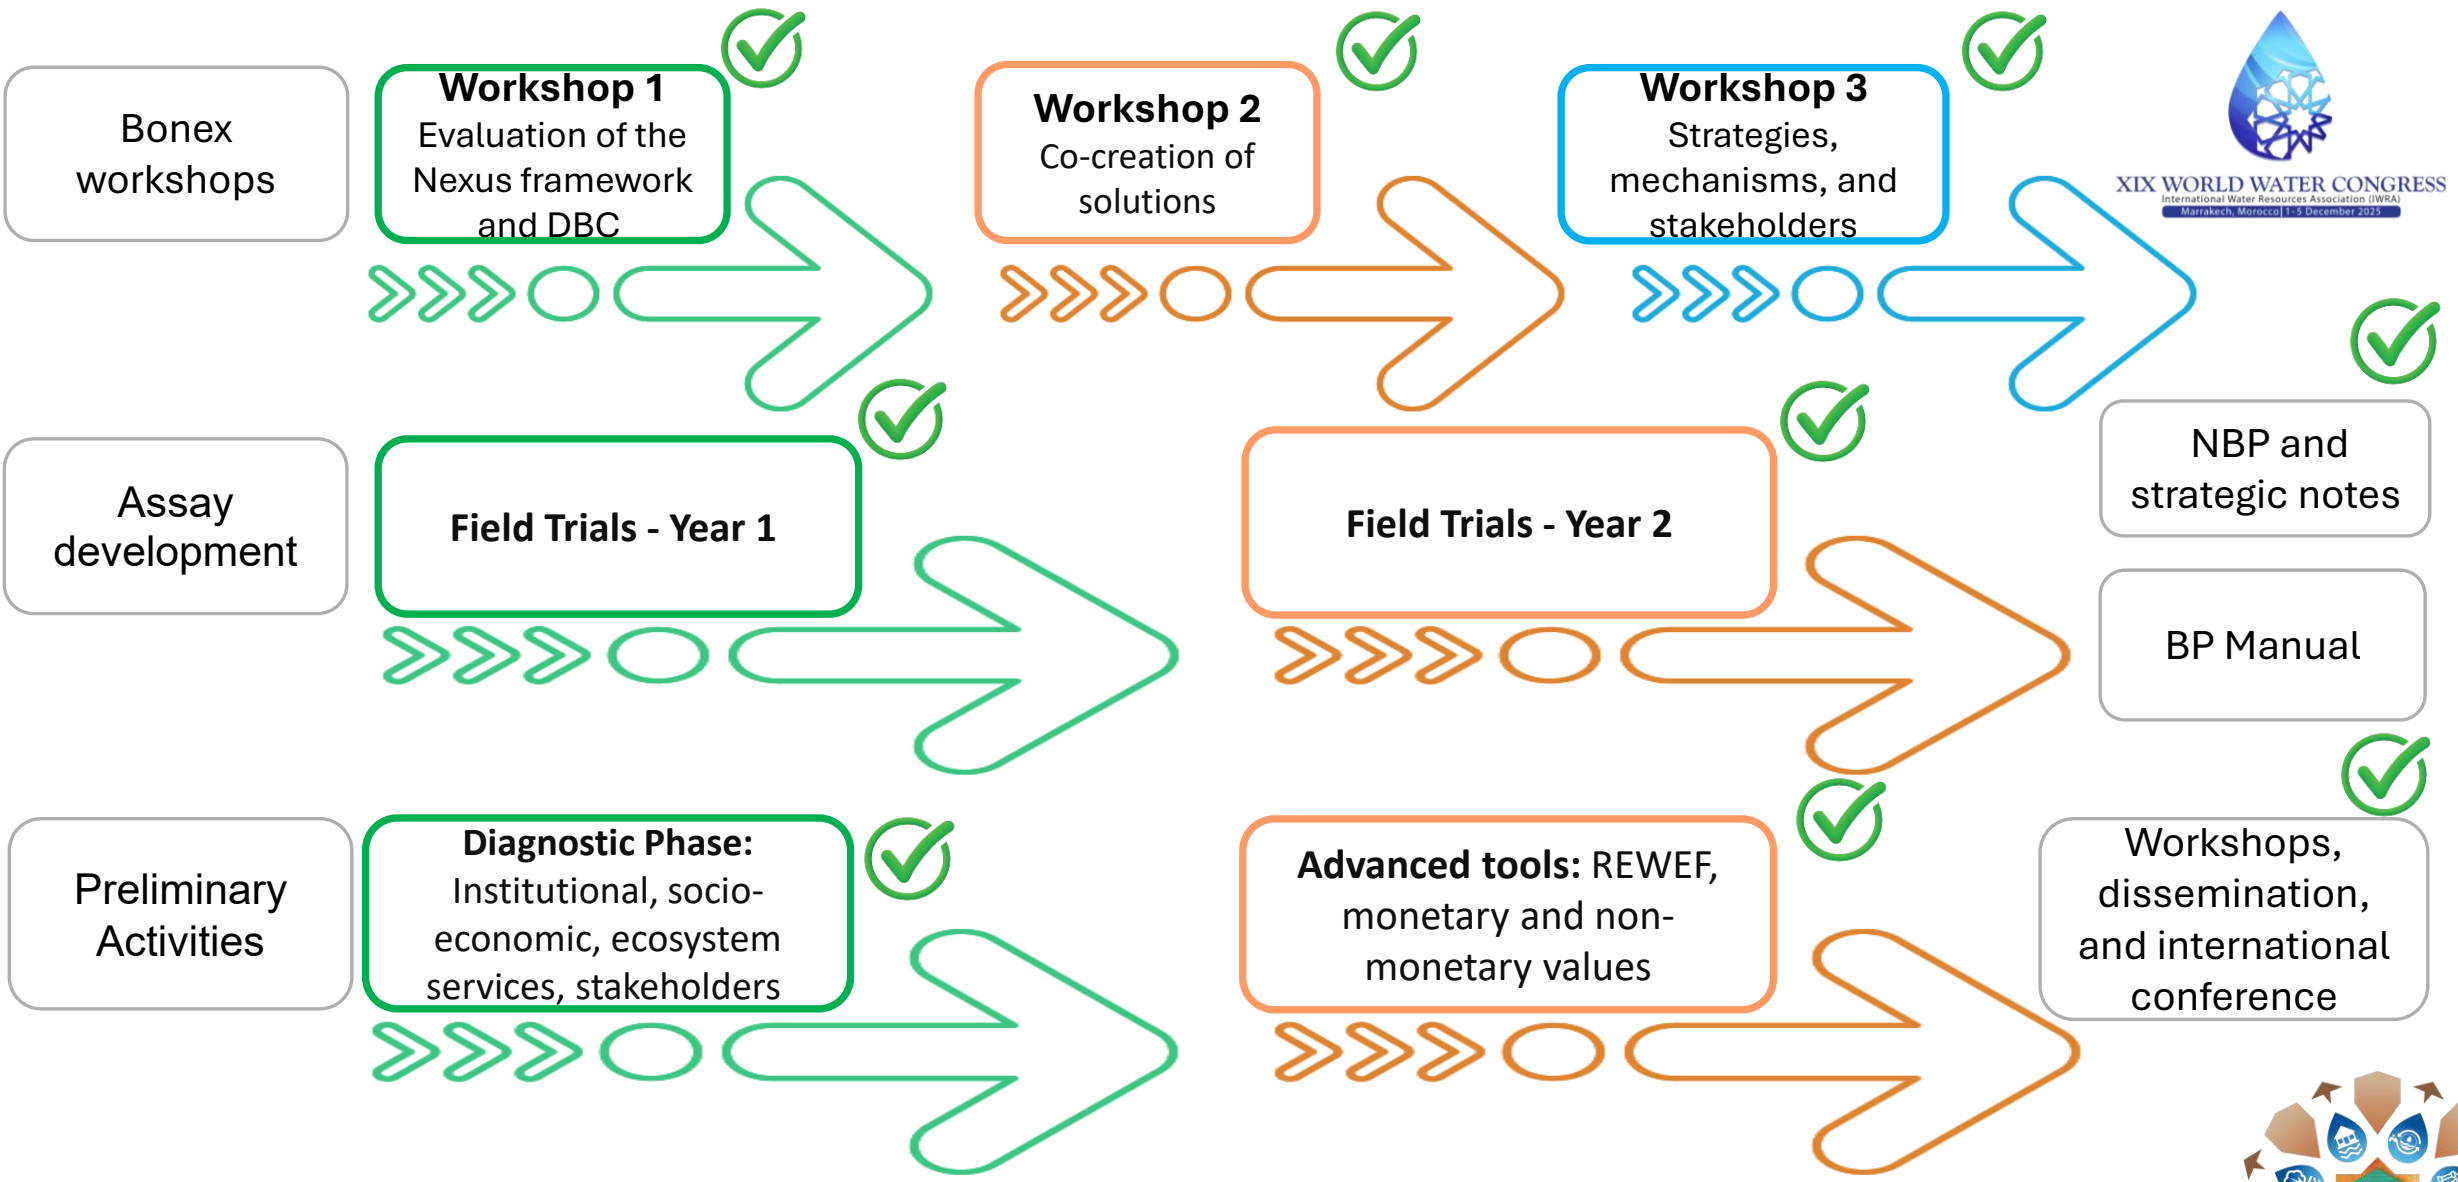 Bonex
workshops
Workshop 1
Evaluation of the
Nexus framework
and DBC
Workshop 2
Co-creation of
solutions
Workshop 3
Strategies,
mechanisms, and
stakeholders
XIX WORLD WATER CONGRESS
International Water Resources Association (IWRA)
Marrakech, Morocco | 1 - 5 December 2025
Assay
development
Field Trials - Year 1
Field Trials - Year 2
NBP and
strategic notes
BP Manual
Preliminary
Activities
Diagnostic Phase:
Institutional, socio-
economic, ecosystem
services, stakeholders
Advanced tools: REWEF,
monetary and non-
monetary values
Workshops,
dissemination,
and international
conference